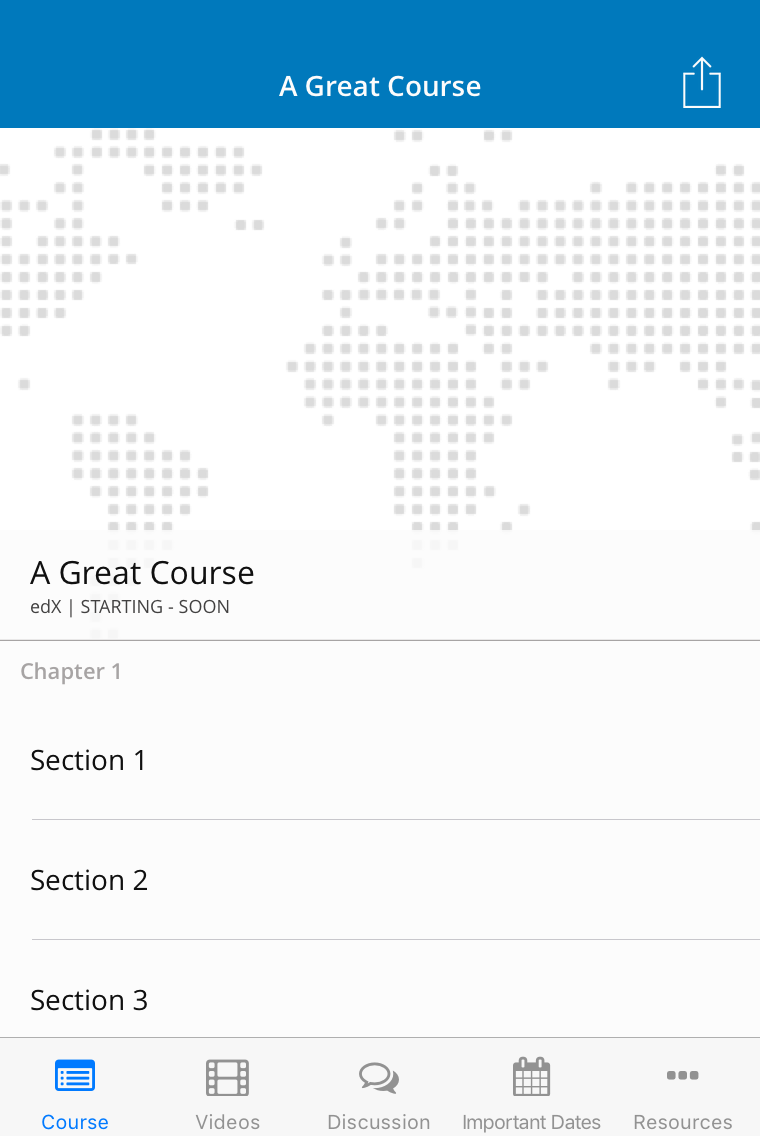 A Great Course
A Great Course
edX | STARTING - SOON
Chapter 1
Section 1
Section 2
Section 3
Course Videos Discussion Important Dates Resources